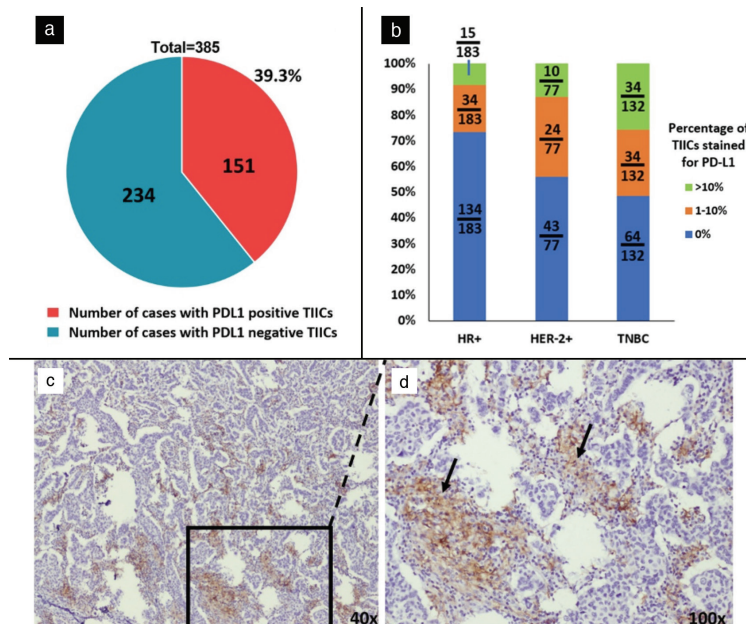 a
Total=385
39.3%
151
234
Number of cases with PDL1 positive TIICs
Number of cases with PDL1 negative TIICs
b
15
183
100%
90%
80%
70%
60%
50%
40%
30%
20%
10%
0%
34
183
134
183
10
77
24
77
43
77
34
132
34
132
64
132
HR+
HER-2+
TNBC
Percentage of
TIICs stained
for PD-L1
>10%
1-10%
0%
c
40x
d
100x